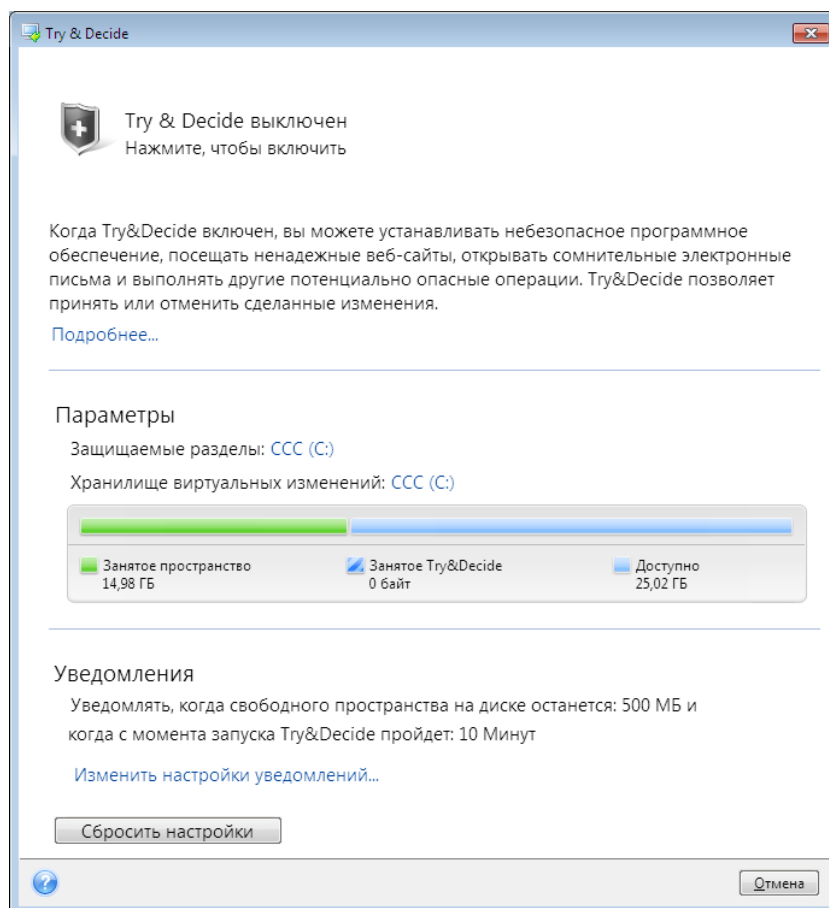 Try & Decide
Try & Decide выключен
Нажмите, чтобы включить
Когда Try&Decide включен, вы можете устанавливать небезопасное программное
обеспечение, посещать ненадежные веб-сайты, открывать сомнительные электронные
письма и выполнять другие потенциально опасные операции. Try&Decide позволяет
принять или отменить сделанные изменения.
Подробнее...
Параметры
Защищаемые разделы: CCC (C:)
Хранилище виртуальных изменений: CCC (C:)
Занятое пространство
14,98 ГБ
Занятое Try&Decide
0 байт
Доступно
25,02 ГБ
Уведомления
Уведомлять, когда свободного пространства на диске останется: 500 МБ и
когда с момента запуска Try&Decide пройдет: 10 Минут
Изменить настройки уведомлений...
Сбросить настройки
Отмена